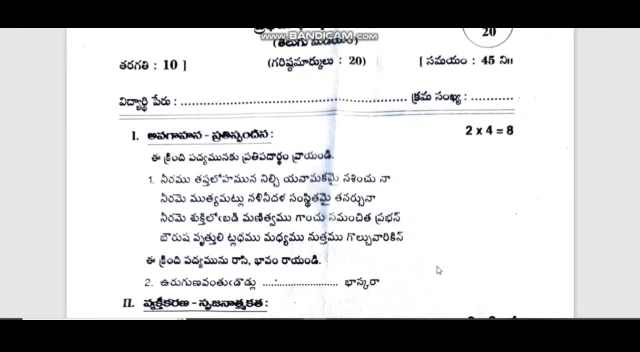 WWW.BANDICAM.COM
20
(తెలుగు మీడియం)
తరగతి : 10 ] (గరిష్టమార్కులు : 20) [ సమయం : 45 ని॥
విద్యార్థి పేరు : ............................................................ క్రమ సంఖ్య : ...........
I. అవగాహన - ప్రతిస్పందన : 2 x 4 = 8
ఈ క్రింది పద్యమునకు ప్రతిపదార్థం వ్రాయండి.
1. నీరము తప్తలోహమున నిల్చి యనామకమై నశించు నా
నీరమె ముత్యమట్లు నళినీదళ సంస్థితమై తనర్చునా
నీరమె శుక్తిలోఁబడి మణిత్వము గాంచు సమంచిత ప్రభన్
బౌరుష వృత్తులి ట్లధము మధ్యము నుత్తము గొల్చువారికిన్
ఈ క్రింది పద్యమును రాసి, భావం రాయండి.
2. ఉరుగుణవంతుఁడొడ్లు ........................ భాస్కరా
II. వ్యక్తీకరణ - సృజనాత్మకత :